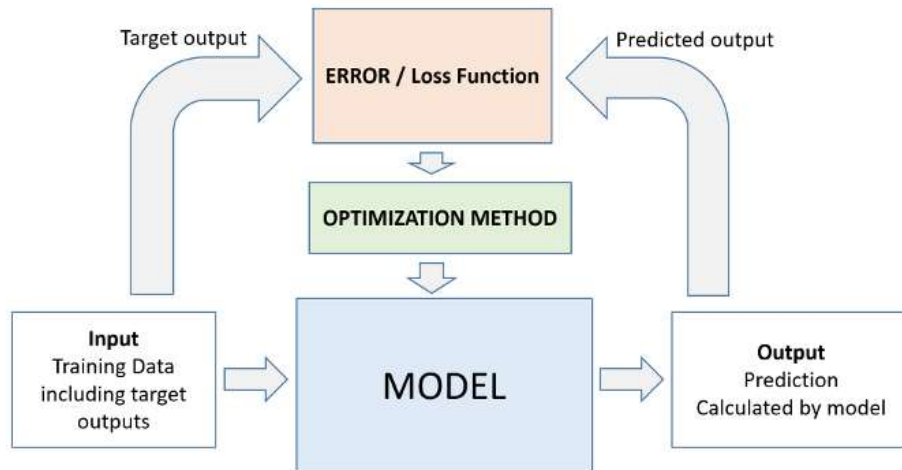 Target output
Predicted output
ERROR / Loss Function
OPTIMIZATION METHOD
Input
Training Data
including target
outputs
MODEL
Output
Prediction
Calculated by model